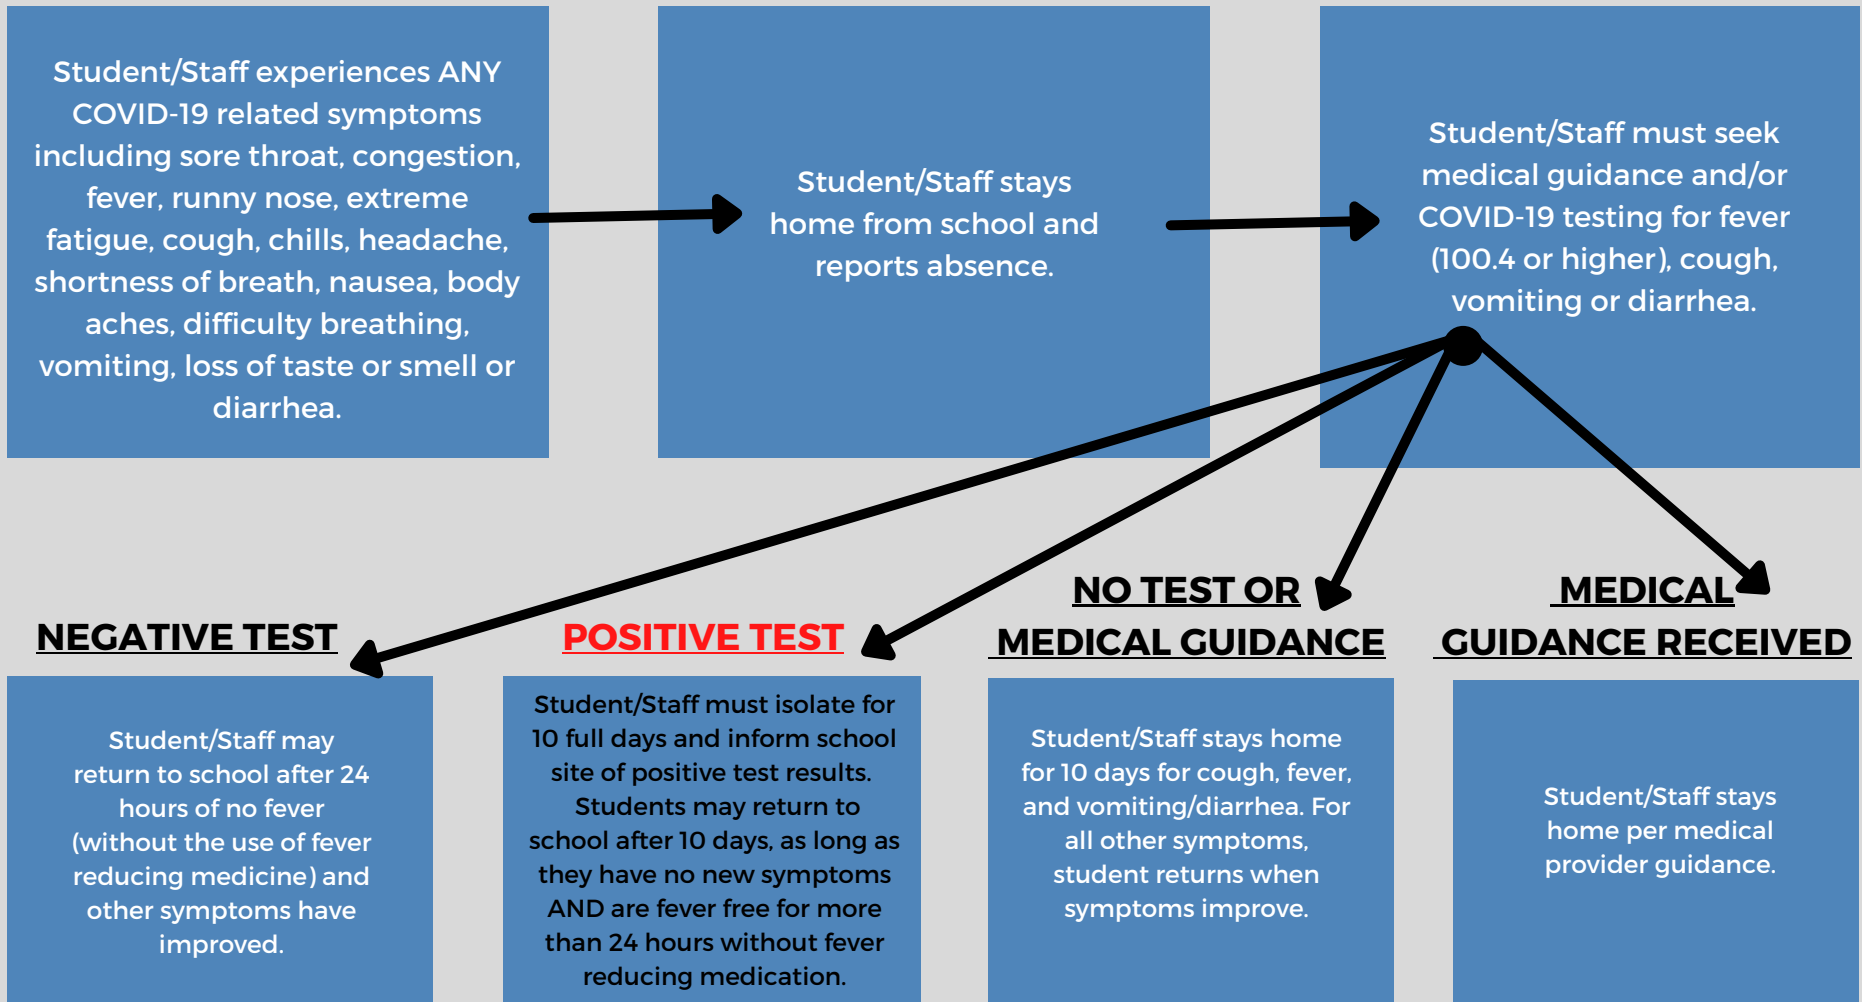 Student/Staff experiences ANY
COVID-19 related symptoms
including sore throat, congestion,
fever, runny nose, extreme
fatigue, cough, chills, headache,
shortness of breath, nausea, body
aches, difficulty breathing,
vomiting, loss of taste or smell or
diarrhea.
Student/Staff stays
home from school and
reports absence.
Student/Staff must seek
medical guidance and/or
COVID-19 testing for fever
(100.4 or higher), cough,
vomiting or diarrhea.
NEGATIVE TEST
Student/Staff may
return to school after 24
hours of no fever
(without the use of fever
reducing medicine) and
other symptoms have
improved.
POSITIVE TEST
Student/Staff must isolate for
10 full days and inform school
site of positive test results.
Students may return to
school after 10 days, as long as
they have no new symptoms
AND are fever free for more
than 24 hours without fever
reducing medication.
NO TEST OR
MEDICAL GUIDANCE
Student/Staff stays home
for 10 days for cough, fever,
and vomiting/diarrhea. For
all other symptoms,
student returns when
symptoms improve.
MEDICAL
GUIDANCE RECEIVED
Student/Staff stays
home per medical
provider guidance.